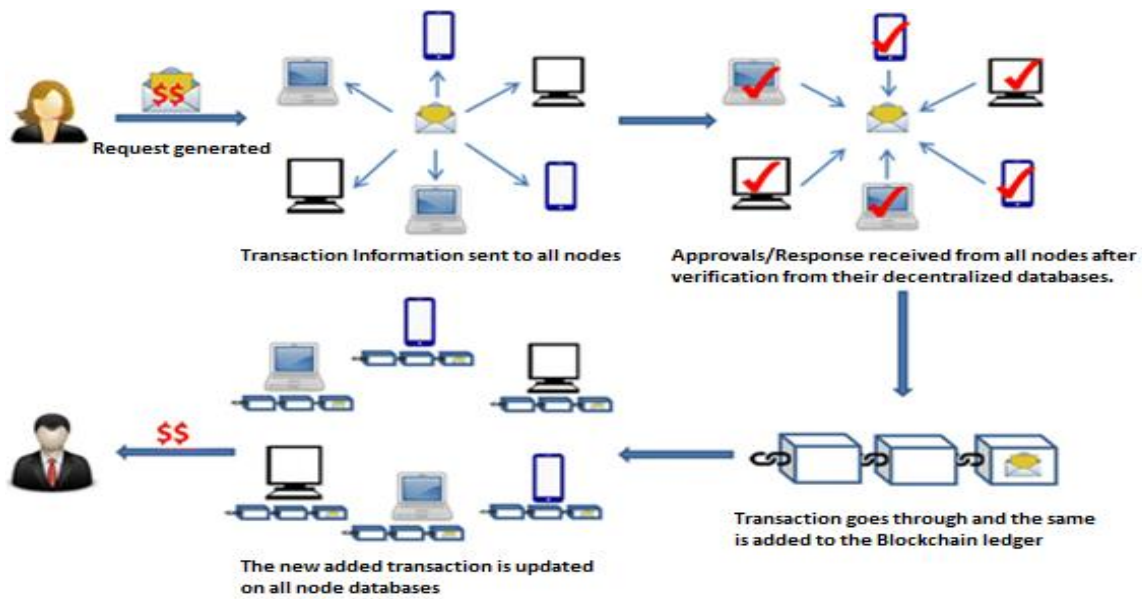 $$
Request generated
Transaction Information sent to all nodes
Approvals/Response received from all nodes after
verification from their decentralized databases.
Transaction goes through and the same
is added to the Blockchain ledger
$$
The new added transaction is updated
on all node databases